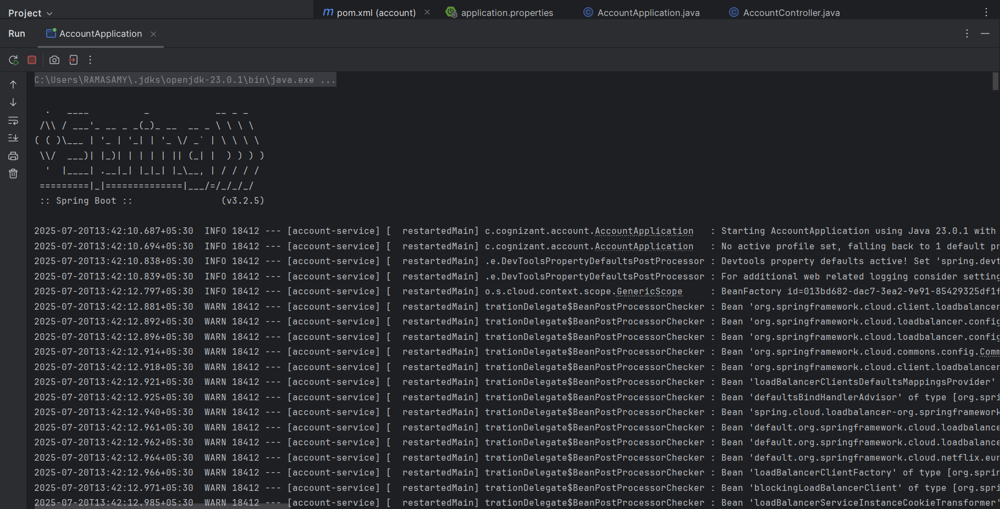 Project
pom.xml (account)
application.properties
AccountApplication.java
AccountController.java
Run
AccountApplication
C:\Users\RAMASAMY\.jdks\openjdk-23.0.1\bin\java.exe ...
  .   ____          _            __ _ _
 /\\ / ___'_ __ _ _(_)_ __  __ _ \ \ \ \
( ( )\___ | '_ | '_| | '_ \/ _` | \ \ \ \
 \\/  ___)| |_)| | | | | || (_| |  ) ) ) )
  '  |____| .__|_| |_|_| |_\__, | / / / /
 =========|_|==============|___/=/_/_/_/
 :: Spring Boot ::                (v3.2.5)
2025-07-20T13:42:10.687+05:30  INFO 18412 --- [account-service] [  restartedMain] c.cognizant.account.AccountApplication   : Starting AccountApplication using Java 23.0.1 with
2025-07-20T13:42:10.694+05:30  INFO 18412 --- [account-service] [  restartedMain] c.cognizant.account.AccountApplication   : No active profile set, falling back to 1 default pr
2025-07-20T13:42:10.838+05:30  INFO 18412 --- [account-service] [  restartedMain] .e.DevToolsPropertyDefaultsPostProcessor : Devtools property defaults active! Set 'spring.devt
2025-07-20T13:42:10.839+05:30  INFO 18412 --- [account-service] [  restartedMain] .e.DevToolsPropertyDefaultsPostProcessor : For additional web related logging consider setting
2025-07-20T13:42:12.797+05:30  INFO 18412 --- [account-service] [  restartedMain] o.s.cloud.context.scope.GenericScope     : BeanFactory id=013bd682-dac7-3ea2-9e91-85429325df1f
2025-07-20T13:42:12.881+05:30  WARN 18412 --- [account-service] [  restartedMain] trationDelegate$BeanPostProcessorChecker : Bean 'org.springframework.cloud.client.loadbalancer
2025-07-20T13:42:12.892+05:30  WARN 18412 --- [account-service] [  restartedMain] trationDelegate$BeanPostProcessorChecker : Bean 'org.springframework.cloud.loadbalancer.config
2025-07-20T13:42:12.896+05:30  WARN 18412 --- [account-service] [  restartedMain] trationDelegate$BeanPostProcessorChecker : Bean 'org.springframework.cloud.loadbalancer.config
2025-07-20T13:42:12.914+05:30  WARN 18412 --- [account-service] [  restartedMain] trationDelegate$BeanPostProcessorChecker : Bean 'org.springframework.cloud.commons.config.Comm
2025-07-20T13:42:12.918+05:30  WARN 18412 --- [account-service] [  restartedMain] trationDelegate$BeanPostProcessorChecker : Bean 'org.springframework.cloud.client.loadbalancer
2025-07-20T13:42:12.921+05:30  WARN 18412 --- [account-service] [  restartedMain] trationDelegate$BeanPostProcessorChecker : Bean 'loadBalancerClientsDefaultsMappingsProvider'
2025-07-20T13:42:12.925+05:30  WARN 18412 --- [account-service] [  restartedMain] trationDelegate$BeanPostProcessorChecker : Bean 'defaultsBindHandlerAdvisor' of type [org.spri
2025-07-20T13:42:12.940+05:30  WARN 18412 --- [account-service] [  restartedMain] trationDelegate$BeanPostProcessorChecker : Bean 'spring.cloud.loadbalancer-org.springframework
2025-07-20T13:42:12.961+05:30  WARN 18412 --- [account-service] [  restartedMain] trationDelegate$BeanPostProcessorChecker : Bean 'default.org.springframework.cloud.loadbalance
2025-07-20T13:42:12.962+05:30  WARN 18412 --- [account-service] [  restartedMain] trationDelegate$BeanPostProcessorChecker : Bean 'default.org.springframework.cloud.loadbalance
2025-07-20T13:42:12.964+05:30  WARN 18412 --- [account-service] [  restartedMain] trationDelegate$BeanPostProcessorChecker : Bean 'default.org.springframework.cloud.netflix.eur
2025-07-20T13:42:12.966+05:30  WARN 18412 --- [account-service] [  restartedMain] trationDelegate$BeanPostProcessorChecker : Bean 'loadBalancerClientFactory' of type [org.sprin
2025-07-20T13:42:12.971+05:30  WARN 18412 --- [account-service] [  restartedMain] trationDelegate$BeanPostProcessorChecker : Bean 'blockingLoadBalancerClient' of type [org.spri
2025-07-20T13:42:12.985+05:30  WARN 18412 --- [account-service] [  restartedMain] trationDelegate$BeanPostProcessorChecker : Bean 'loadBalancerServiceInstanceCookieTransformer'